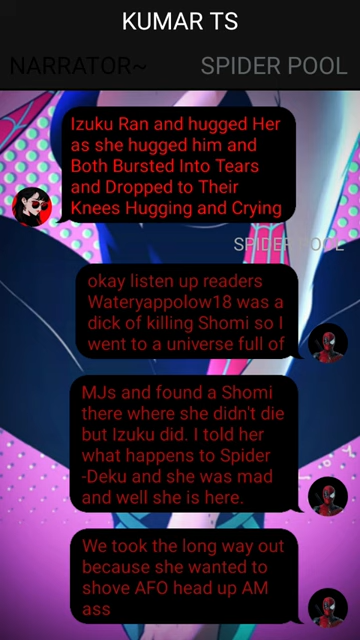 KUMAR TS
NARRATOR~
SPIDER POOL
Izuku Ran and hugged Her
as she hugged him and
Both Bursted Into Tears
and Dropped to Their
Knees Hugging and Crying
SPIDER POOL
okay listen up readers
Wateryappolow18 was a
dick of killing Shomi so I
went to a universe full of
MJs and found a Shomi
there where she didn't die
but Izuku did. I told her
what happens to Spider
-Deku and she was mad
and well she is here.
We took the long way out
because she wanted to
shove AFO head up AM
ass